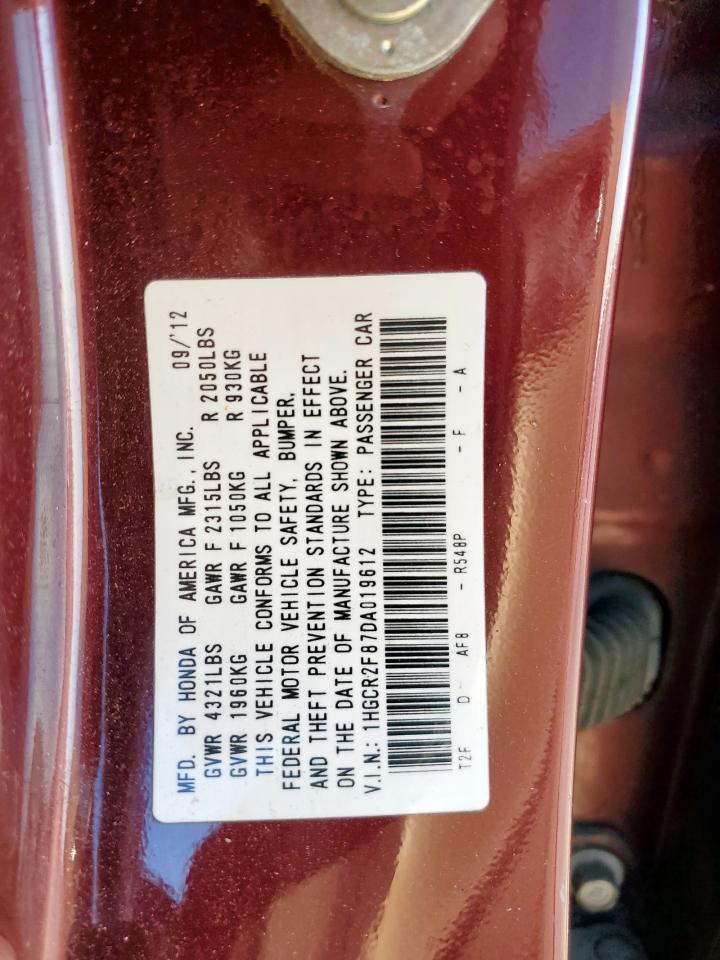 MFD. BY HONDA OF AMERICA MFG., INC. 09/'12
GVWR 4321LBS GAWR F 2315LBS R 2050LBS
GVWR 1960KG GAWR F 1050KG R 930KG
THIS VEHICLE CONFORMS TO ALL APPLICABLE
FEDERAL MOTOR VEHICLE SAFETY, BUMPER,
AND THEFT PREVENTION STANDARDS IN EFFECT
ON THE DATE OF MANUFACTURE SHOWN ABOVE.
V.I.N.: 1HGCR2F87DA019612 TYPE: PASSENGER CAR
T2F D AF8 - R548P - F - A